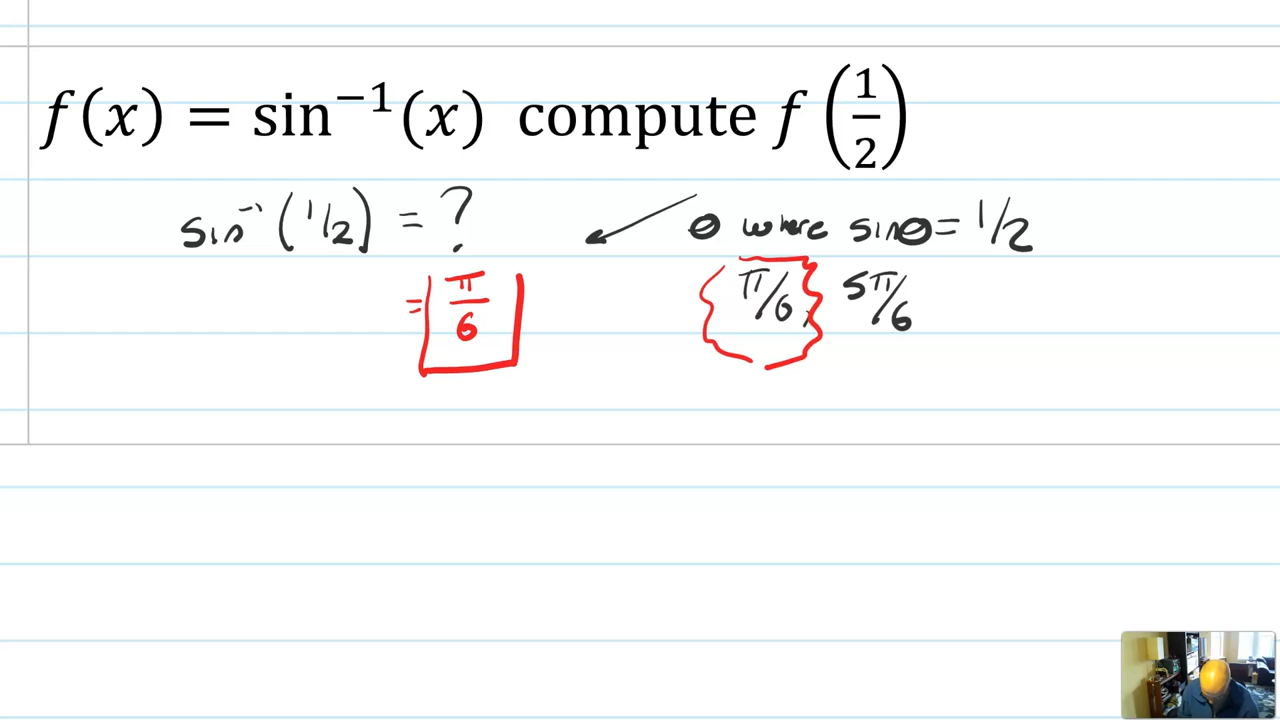 f(x) = sin⁻¹(x) compute f(1/2)
sin⁻¹(1/2) = ? θ where sinθ = 1/2
= π/6 π/6, 5π/6